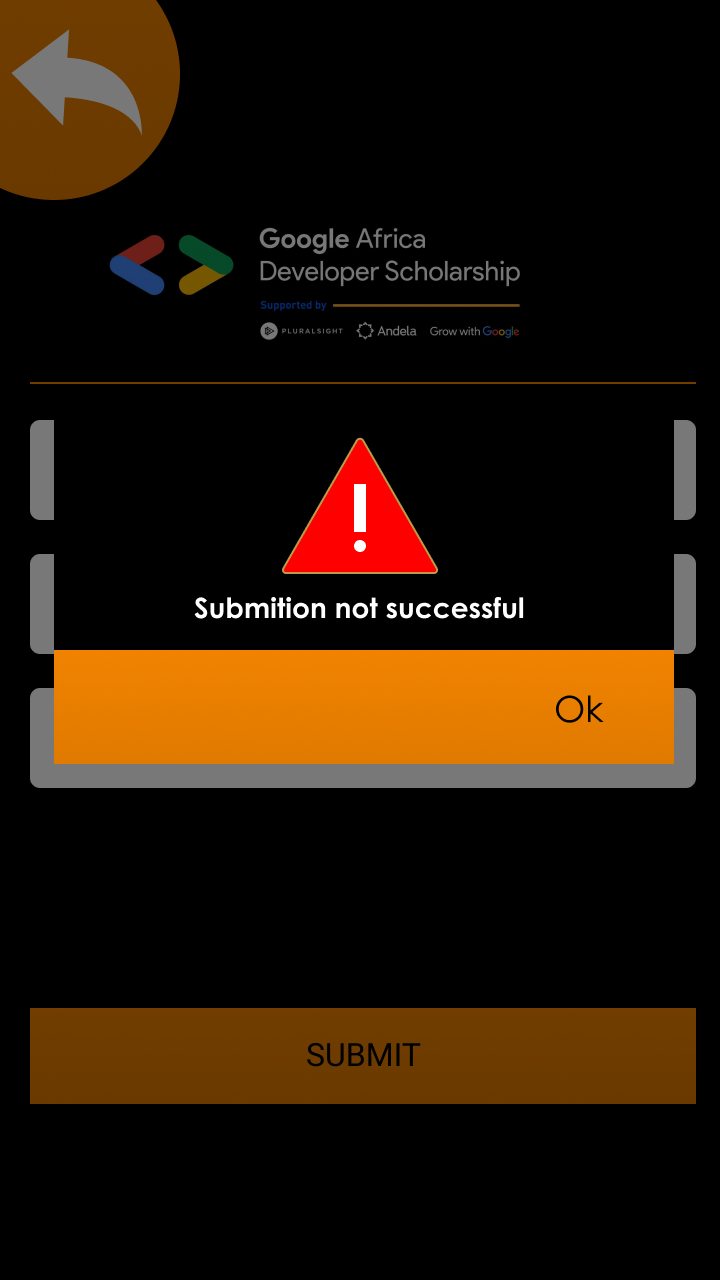 Google Africa
Developer Scholarship
Supported by
PLURALSIGHT Andela Grow with Google
!
Submition not successful
Ok
SUBMIT